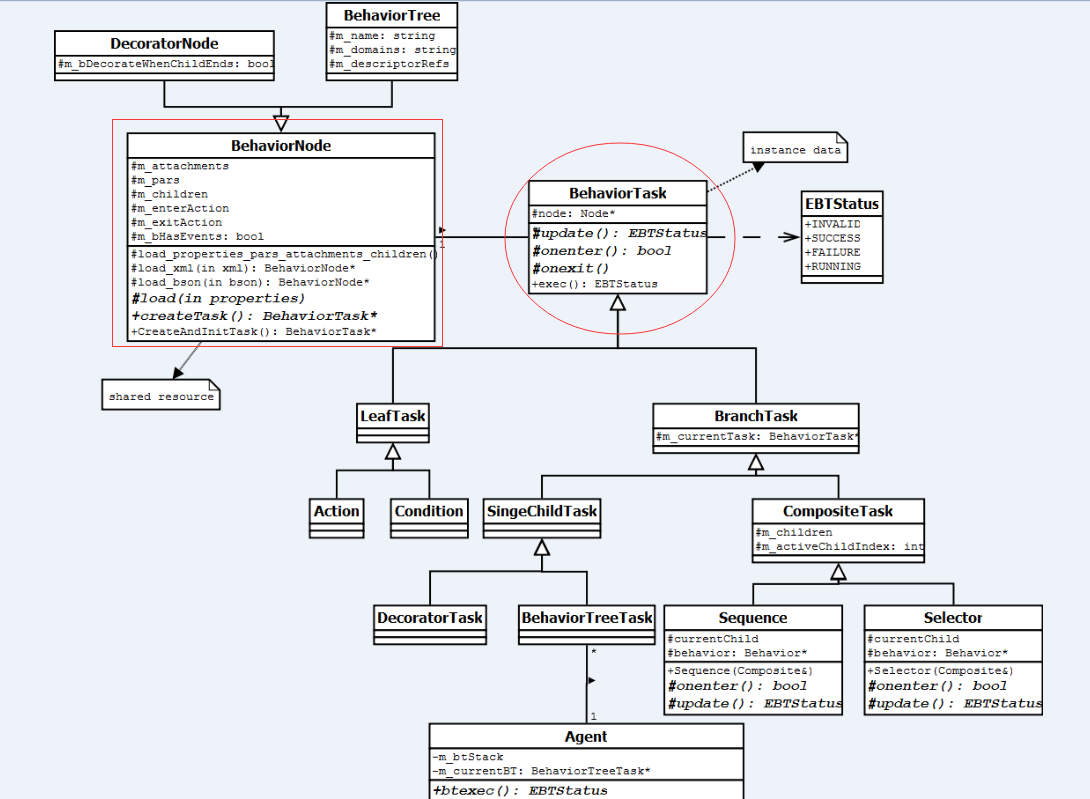 BehaviorTree
#m_name: string
#m_domains: string
#m_descriptorRefs
DecoratorNode
#m_bDecorateWhenChildEnds: bool
BehaviorNode
#m_attachments
#m_pars
#m_children
#m_enterAction
#m_exitAction
#m_bHasEvents: bool
#load_properties_pars_attachments_children()
#load_xml(in xml): BehaviorNode*
#load_bson(in bson): BehaviorNode*
#load(in properties)
+createTask(): BehaviorTask*
+CreateAndInitTask(): BehaviorTask*
1
shared resource
BehaviorTask
#node: Node*
#update(): EBTStatus
#onenter(): bool
#onexit()
+exec(): EBTStatus
instance data
EBTStatus
+INVALID
+SUCCESS
+FAILURE
+RUNNING
LeafTask
BranchTask
#m_currentTask: BehaviorTask*
Action
Condition
SingeChildTask
CompositeTask
#m_children
#m_activeChildIndex: int
DecoratorTask
BehaviorTreeTask
*
1
Sequence
#currentChild
#behavior: Behavior*
+Sequence(Composite&)
#onenter(): bool
#update(): EBTStatus
Selector
#currentChild
#behavior: Behavior*
+Selector(Composite&)
#onenter(): bool
#update(): EBTStatus
Agent
-m_btStack
-m_currentBT: BehaviorTreeTask*
+btexec(): EBTStatus